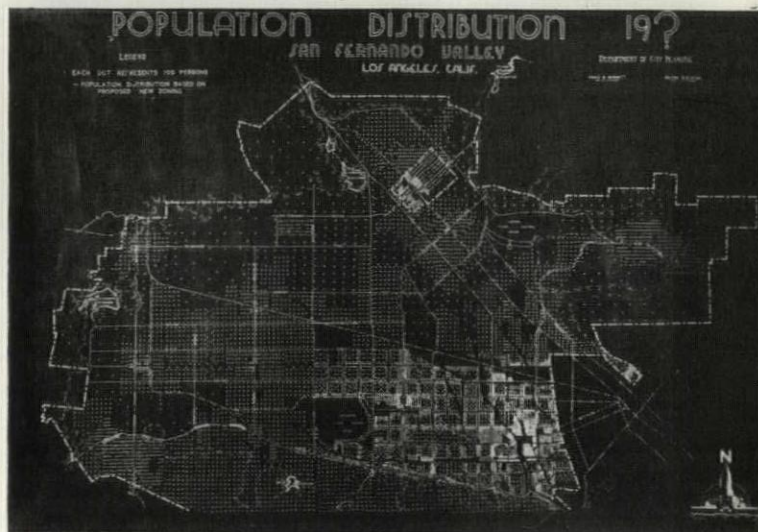 POPULATION DISTRIBUTION 19?
SAN FERNANDO VALLEY
LOS ANGELES, CALIF.
LEGEND
EACH DOT REPRESENTS 100 PERSONS
POPULATION DISTRIBUTION BASED ON
PROPOSED NEW ZONING
DEPARTMENT OF CITY PLANNING
N